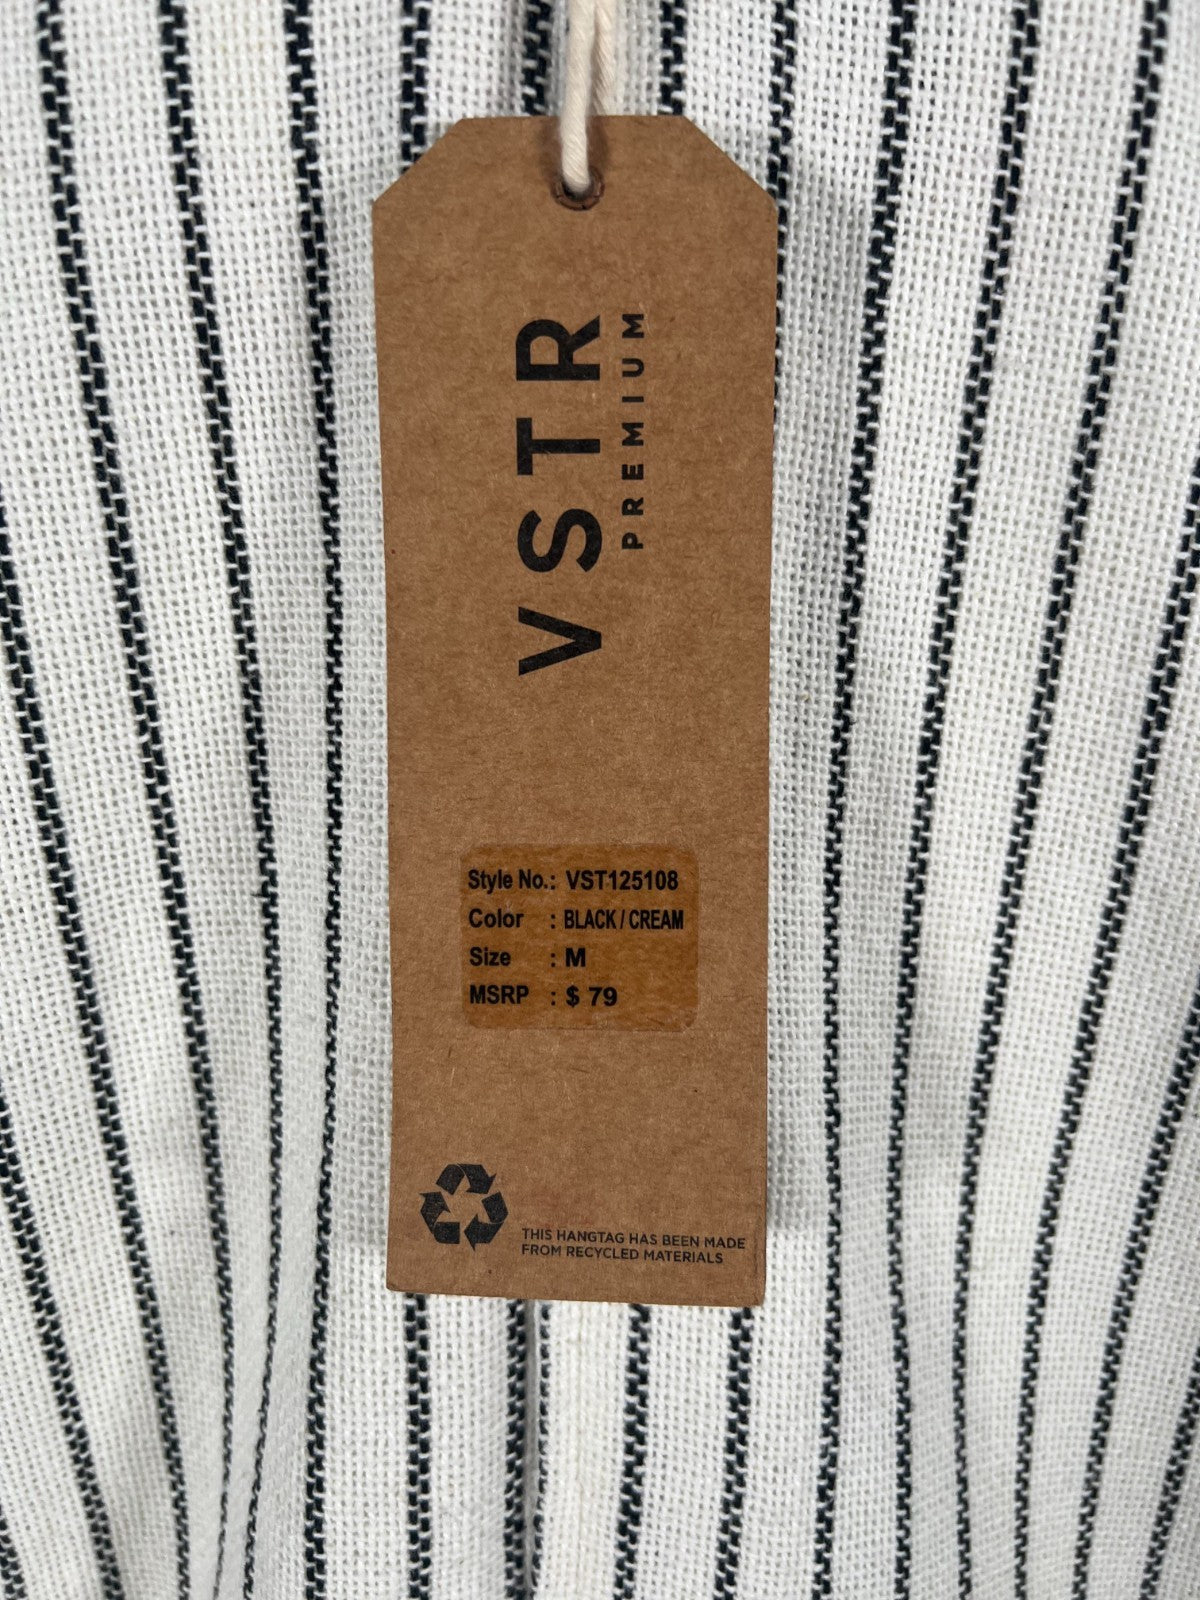 VSTR
PREMIUM
Style No.: VST125108
Color : BLACK / CREAM
Size : M
MSRP : $ 79
THIS HANGTAG HAS BEEN MADE
FROM RECYCLED MATERIALS